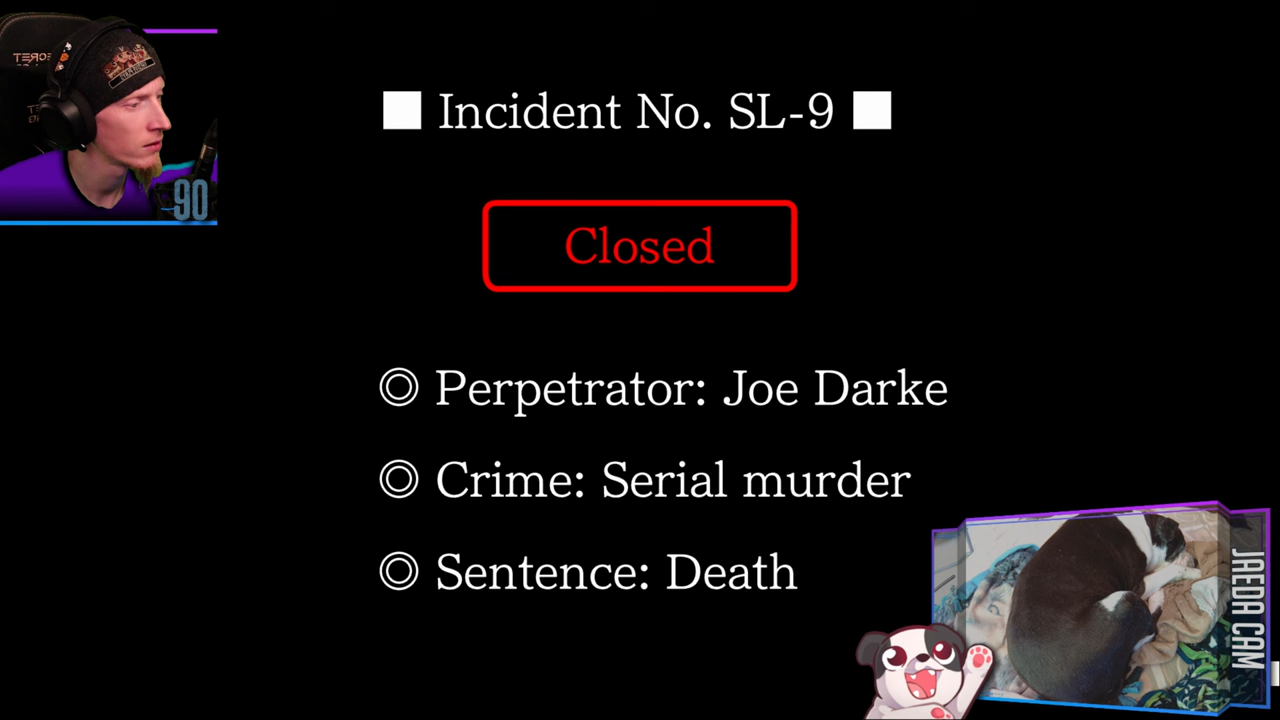 ■ Incident No. SL-9 ■
Closed
◎ Perpetrator: Joe Darke
◎ Crime: Serial murder
◎ Sentence: Death
90
JAEDA CAM